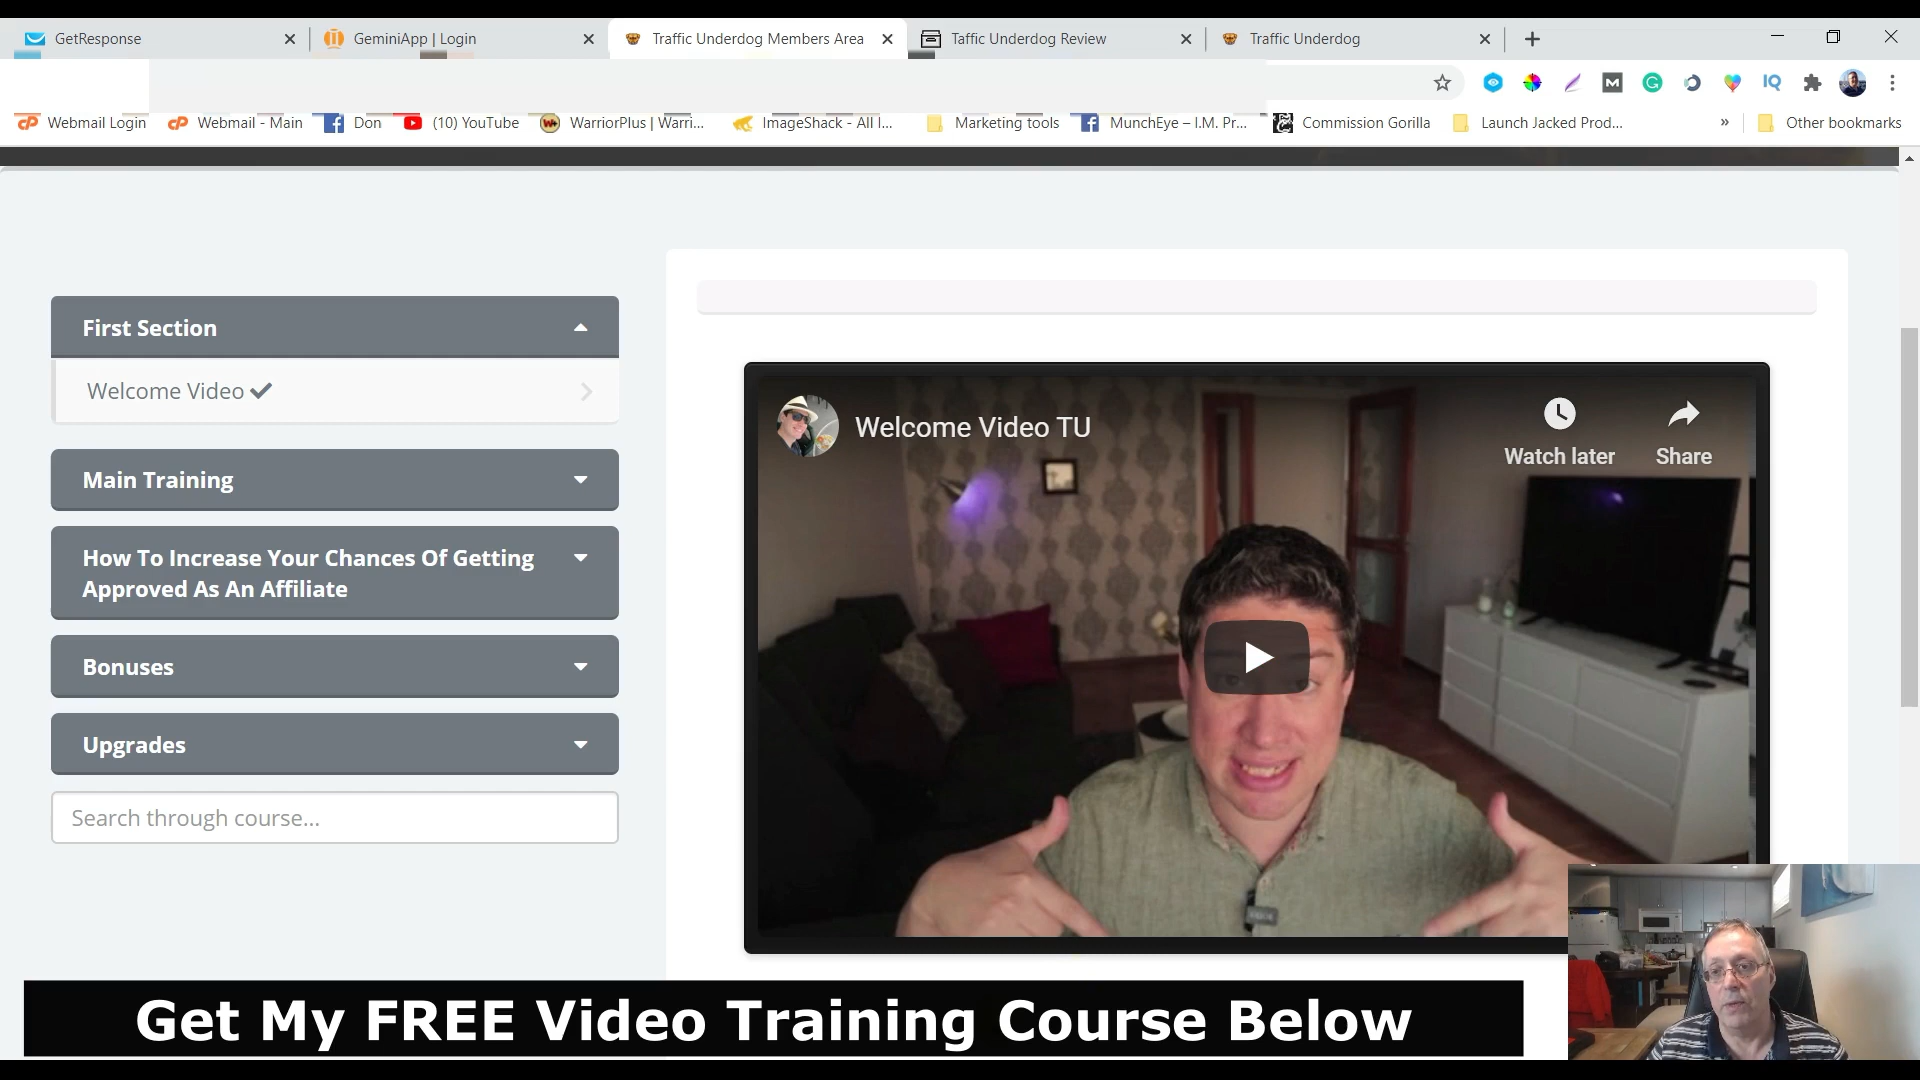 GetResponse
GeminiApp | Login
Traffic Underdog Members Area
Taffic Underdog Review
Traffic Underdog
Webmail Login
Webmail - Main
Don
(10) YouTube
WarriorPlus | Warri...
ImageShack - All I...
Marketing tools
MunchEye – I.M. Pr...
Commission Gorilla
Launch Jacked Prod...
»
Other bookmarks
First Section
Welcome Video
Main Training
How To Increase Your Chances Of Getting
Approved As An Affiliate
Bonuses
Upgrades
Search through course...
Welcome Video TU
Watch later
Share
Get My FREE Video Training Course Below